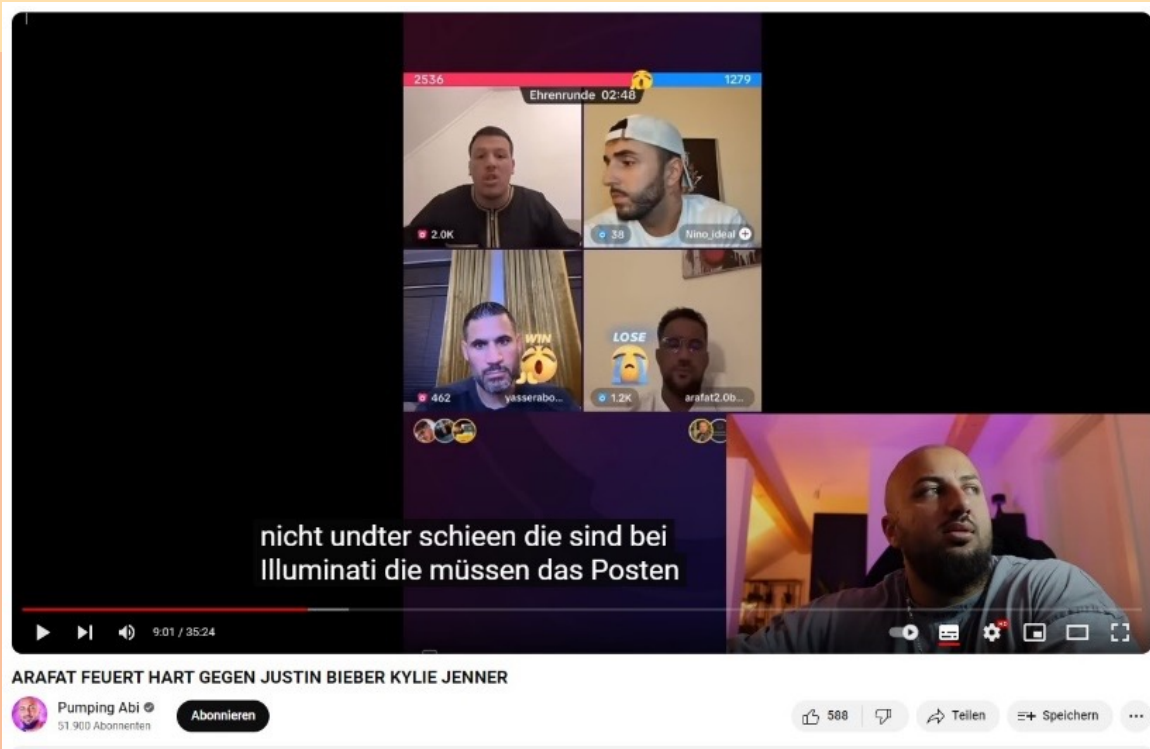 2536 1279
Ehrenrunde 02:48
2.0K 38 Nino_ideal
WIN LOSE
462 yasserabo... 1.2K arafat2.0b...
nicht undter schieen die sind bei
Illuminati die müssen das Posten
9:01 / 35:24
HD
ARAFAT FEUERT HART GEGEN JUSTIN BIEBER KYLIE JENNER
Pumping Abi
51.900 Abonnenten
Abonnieren
588 Teilen Speichern